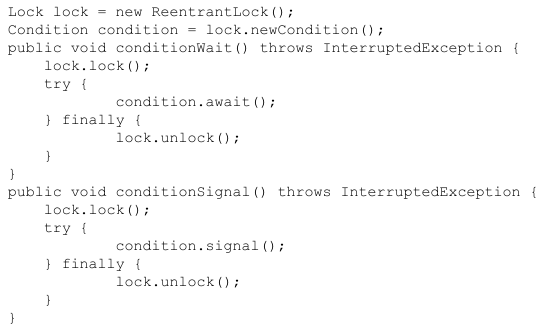 Lock lock = new ReentrantLock();
Condition condition = lock.newCondition();
public void conditionWait() throws InterruptedException {
    lock.lock();
    try {
            condition.await();
    } finally {
            lock.unlock();
    }
}
public void conditionSignal() throws InterruptedException {
    lock.lock();
    try {
            condition.signal();
    } finally {
            lock.unlock();
    }
}